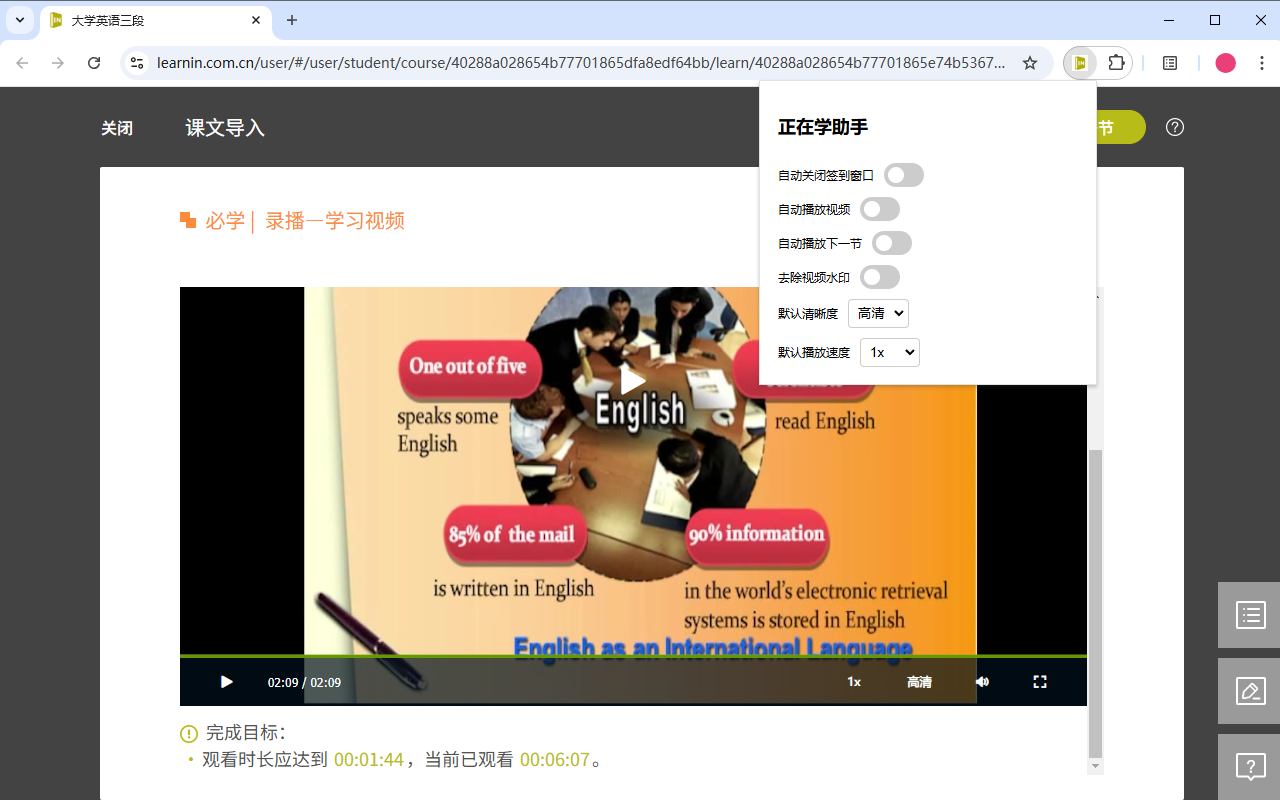 大学英语三段
learnin.com.cn/user/#/user/student/course/40288a028654b77701865dfa8edf64bb/learn/40288a028654b77701865e74b5367...
关闭
课文导入
节
正在学助手
自动关闭签到窗口
自动播放视频
自动播放下一节
去除视频水印
默认清晰度 高清
默认播放速度 1x
必学 | 录播一学习视频
One out of five
speaks some
English
English
read English
85% of the mail
is written in English
90% information
in the world's electronic retrieval
systems is stored in English
English as an International Language
02:09 / 02:09
1x
高清
完成目标：
• 观看时长应达到 00:01:44，当前已观看 00:06:07。